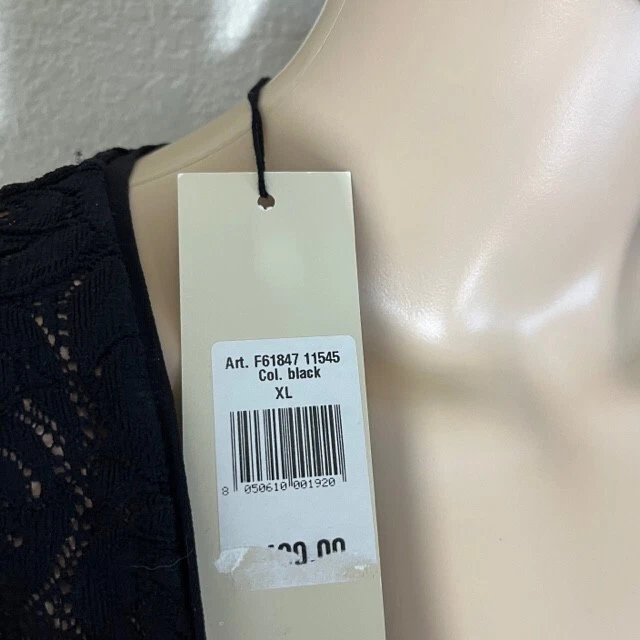 Art. F61847 11545
Col. black
XL
8 050610 001920